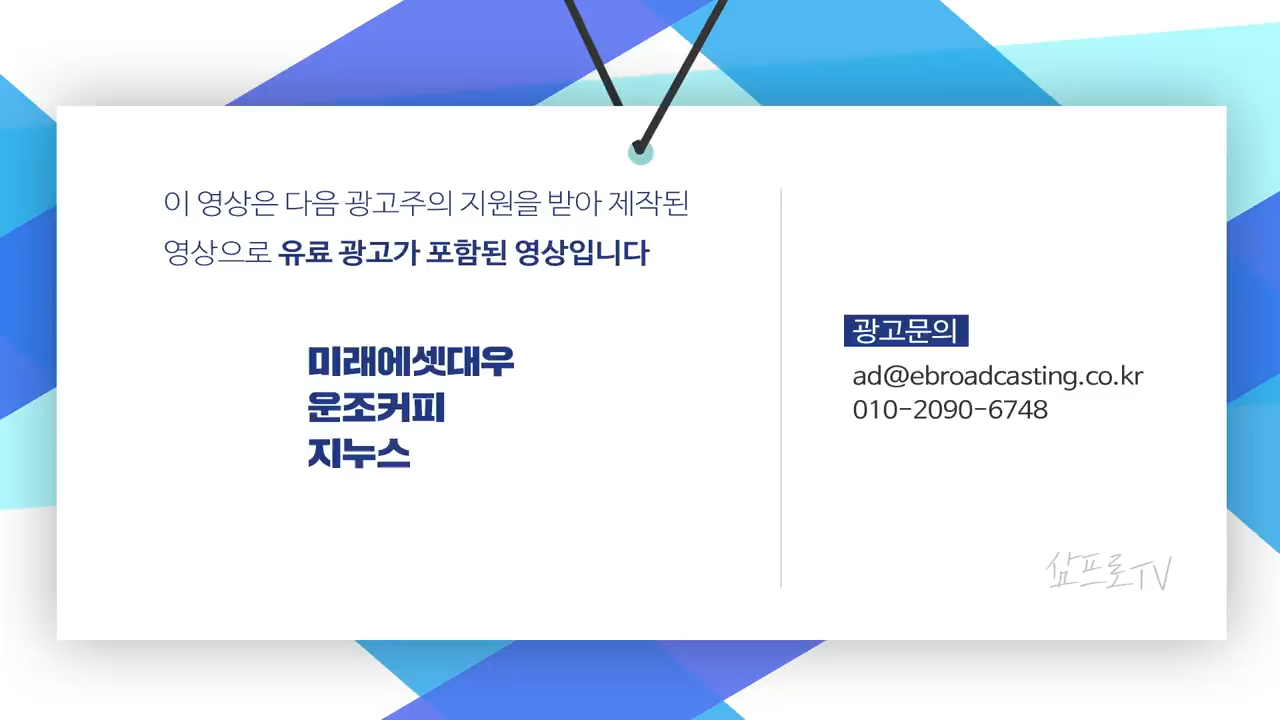 이 영상은 다음 광고주의 지원을 받아 제작된
영상으로 유료 광고가 포함된 영상입니다
미래에셋대우
운조커피
지누스
광고문의
ad@ebroadcasting.co.kr
010-2090-6748
삼프로TV